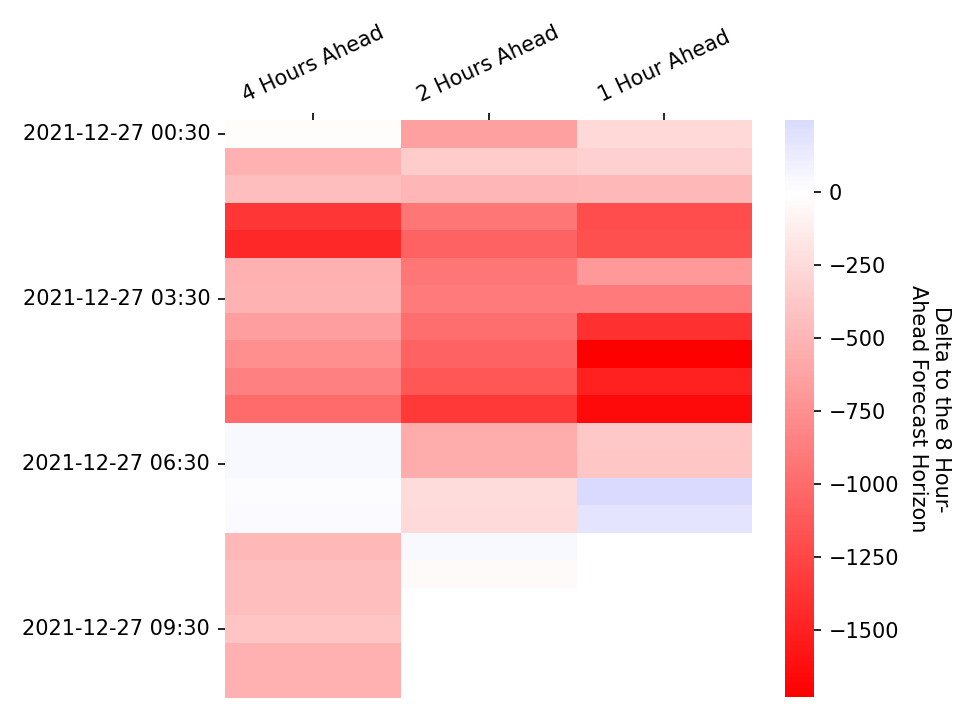 4 Hours Ahead
2 Hours Ahead
1 Hour Ahead
2021-12-27 00:30
2021-12-27 03:30
2021-12-27 06:30
2021-12-27 09:30
0
−250
−500
−750
−1000
−1250
−1500
Delta to the 8 Hour-
Ahead Forecast Horizon